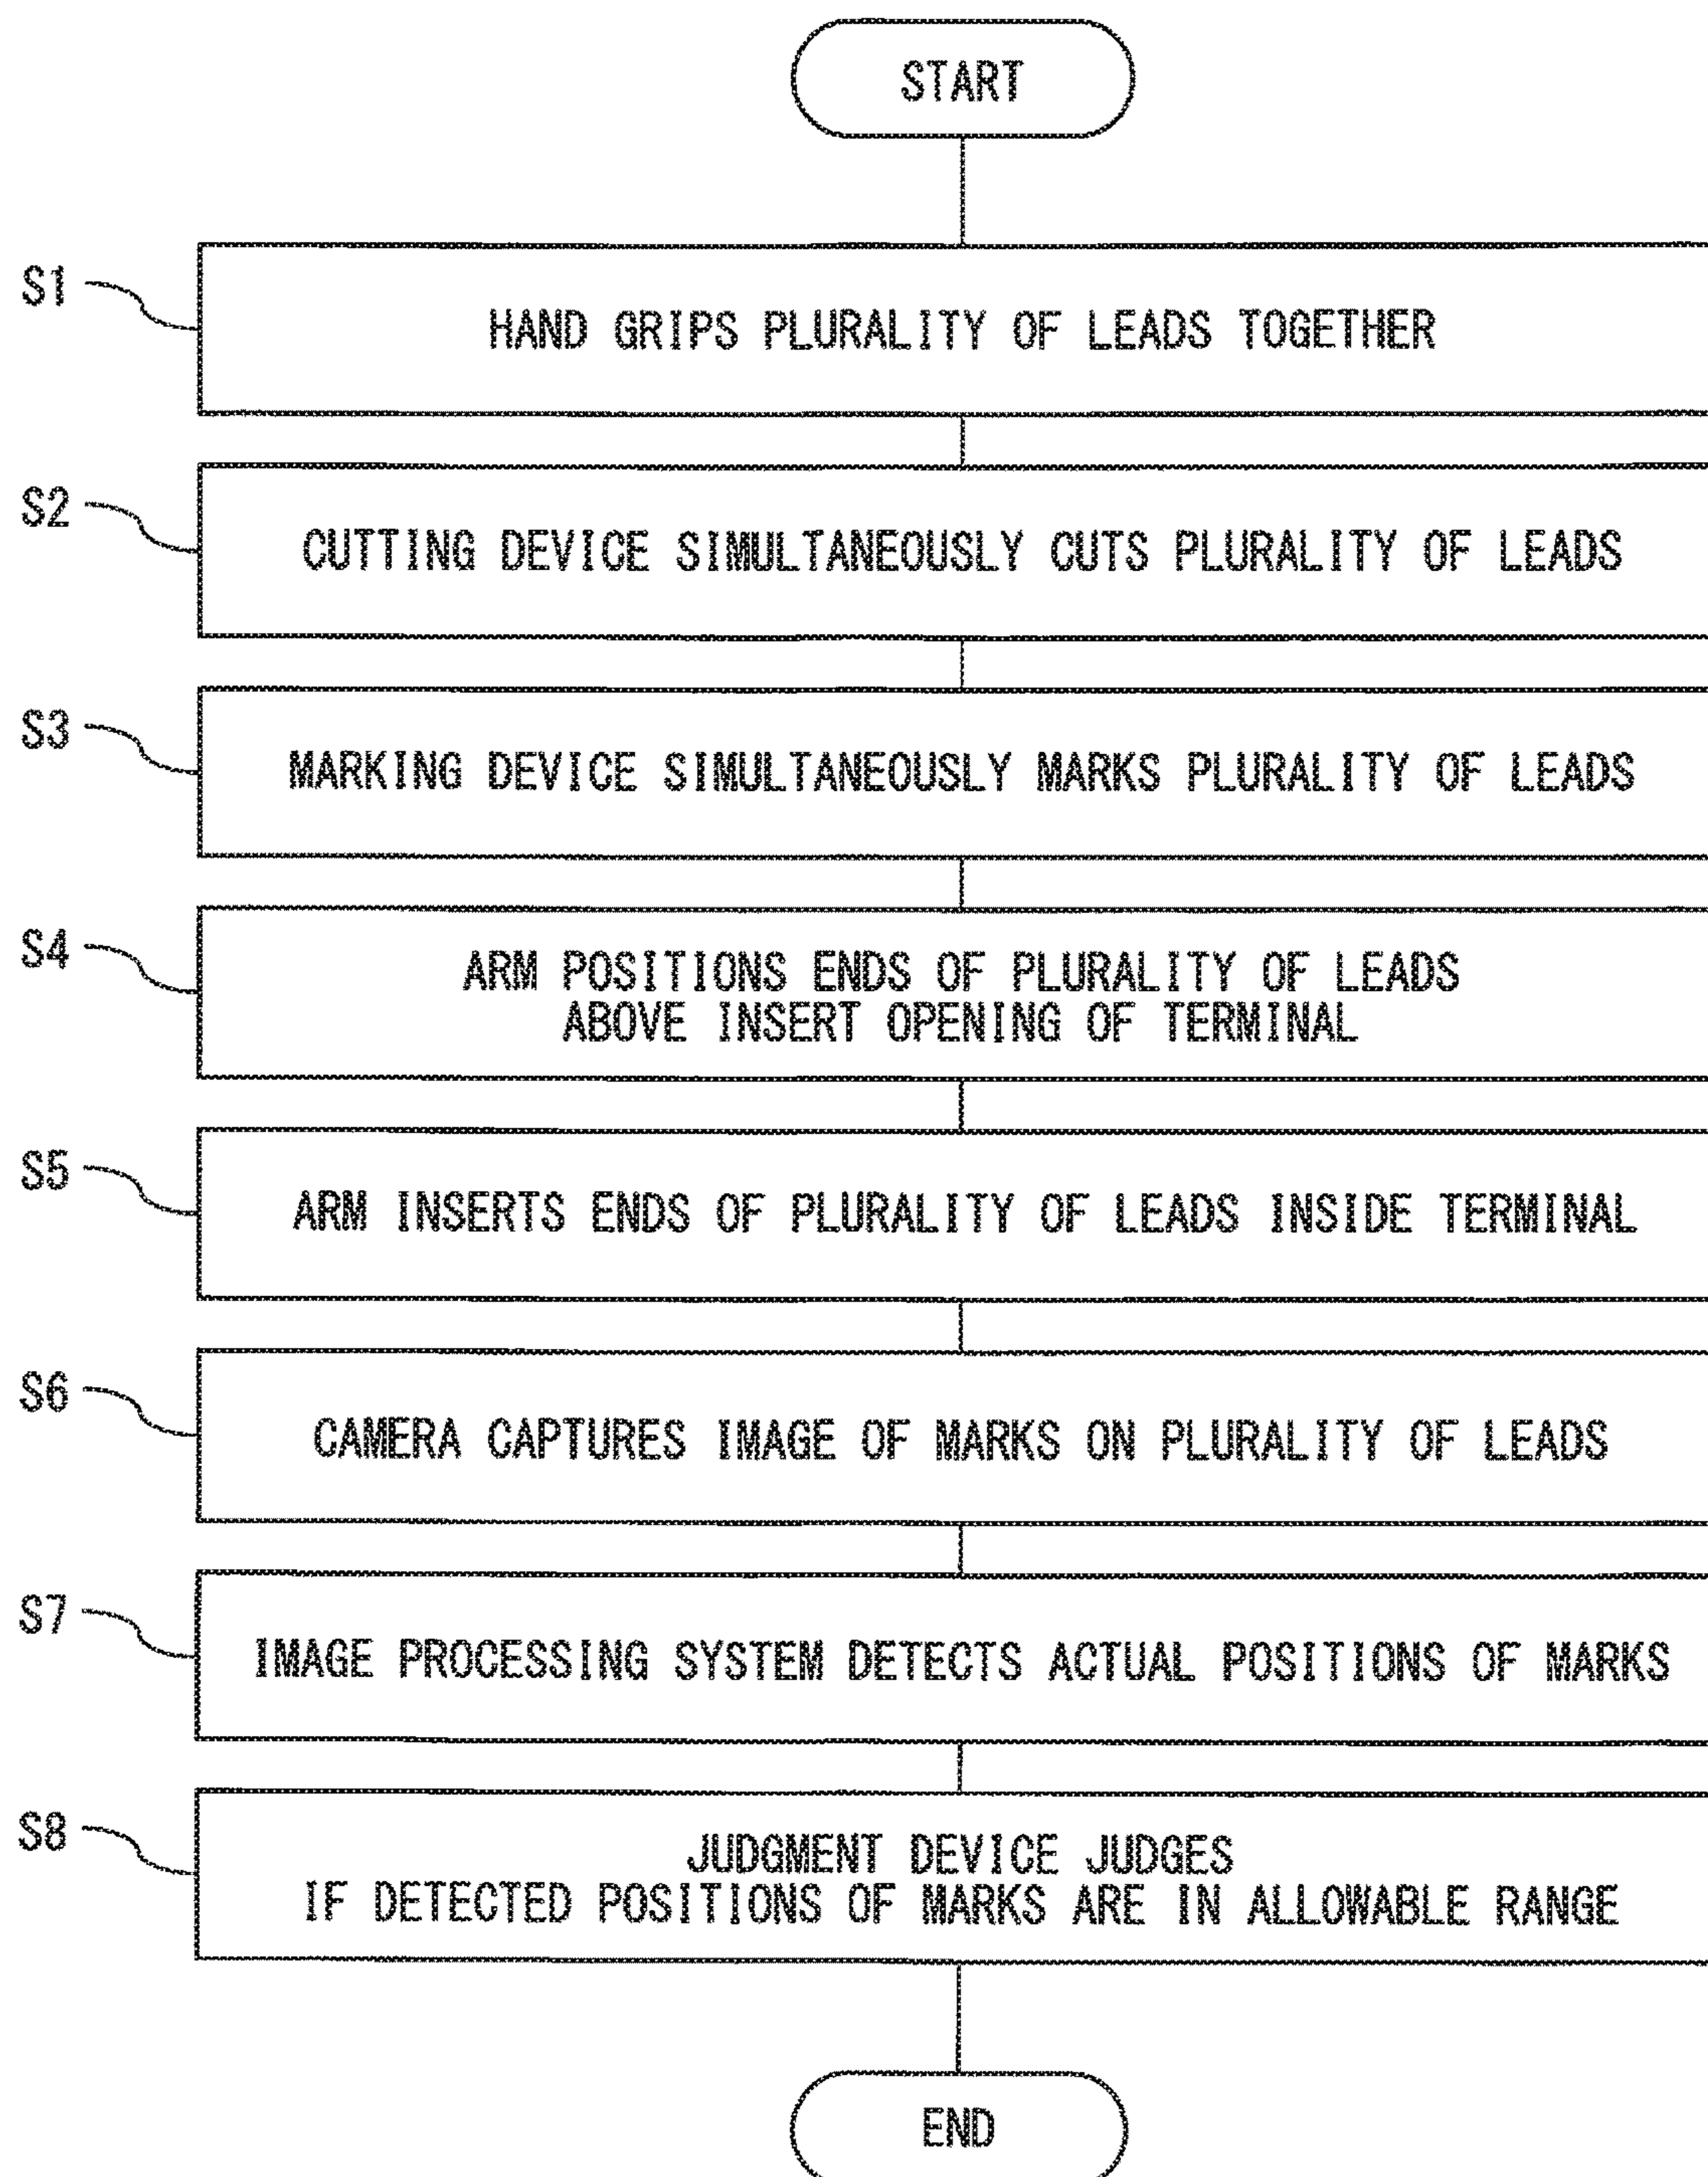 START
S1
HAND GRIPS PLURALITY OF LEADS TOGETHER
S2
CUTTING DEVICE SIMULTANEOUSLY CUTS PLURALITY OF LEADS
S3
MARKING DEVICE SIMULTANEOUSLY MARKS PLURALITY OF LEADS
S4
ARM POSITIONS ENDS OF PLURALITY OF LEADS
ABOVE INSERT OPENING OF TERMINAL
S5
ARM INSERTS ENDS OF PLURALITY OF LEADS INSIDE TERMINAL
S6
CAMERA CAPTURES IMAGE OF MARKS ON PLURALITY OF LEADS
S7
IMAGE PROCESSING SYSTEM DETECTS ACTUAL POSITIONS OF MARKS
S8
JUDGMENT DEVICE JUDGES
IF DETECTED POSITIONS OF MARKS ARE IN ALLOWABLE RANGE
END